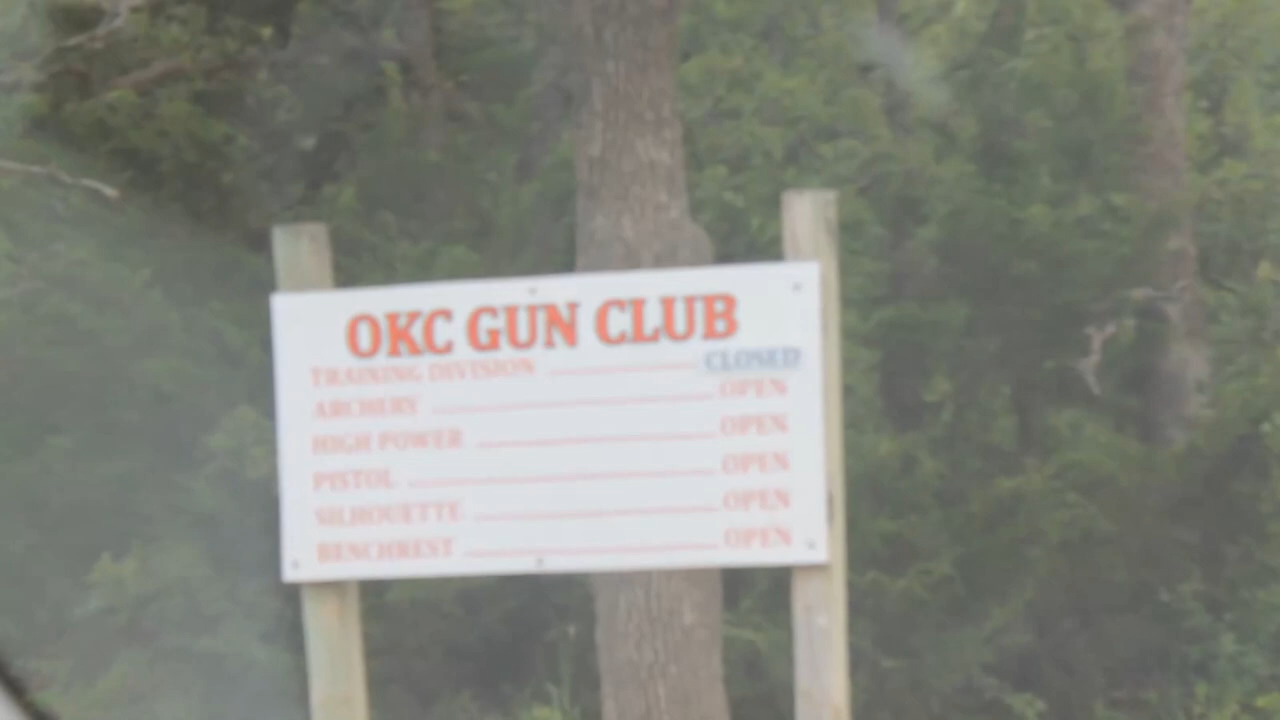 OKC GUN CLUB
TRAINING DIVISION CLOSED
ARCHERY OPEN
HIGH POWER OPEN
PISTOL OPEN
SILHOUETTE OPEN
BENCHREST OPEN